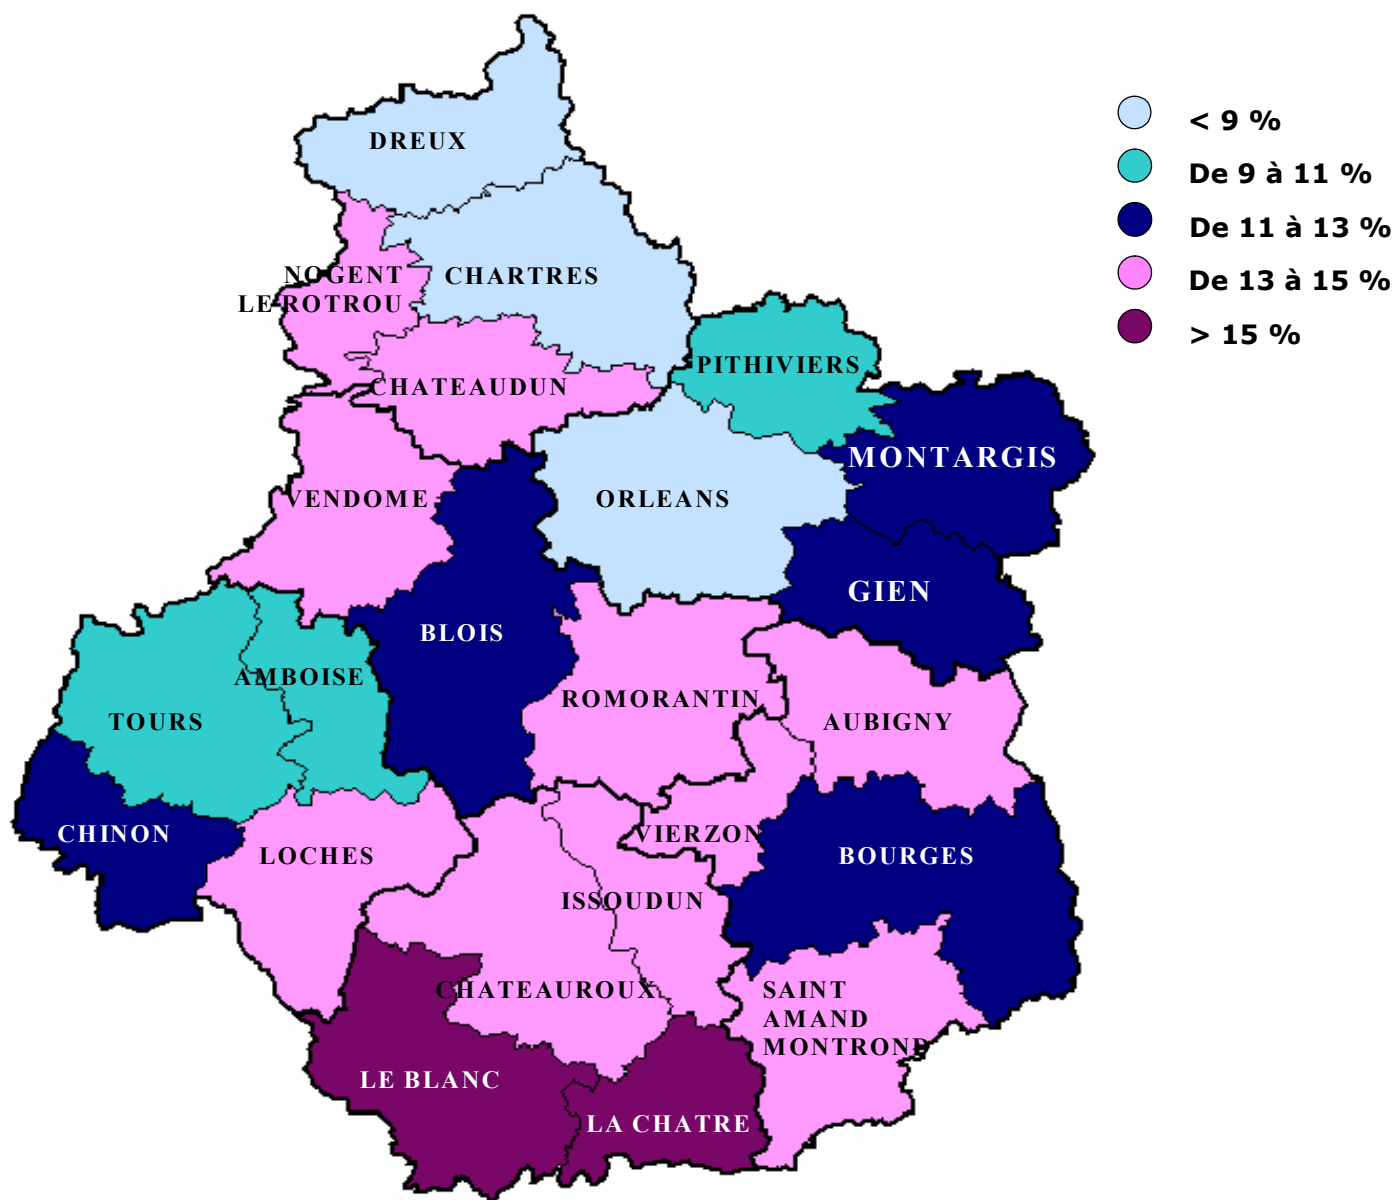 DREUX
< 9 %
De 9 à 11 %
De 11 à 13 %
De 13 à 15 %
> 15 %
NOGENT
LE ROTROU
CHARTRES
PITHIVIERS
CHATEAUDUN
MONTARGIS
VENDOME
ORLEANS
GIEN
BLOIS
AMBOISE
TOURS
ROMORANTIN
AUBIGNY
CHINON
LOCHES
VIERZON
BOURGES
ISSOUDUN
CHATEAUROUX
SAINT
AMAND
MONTROND
LE BLANC
LA CHATRE